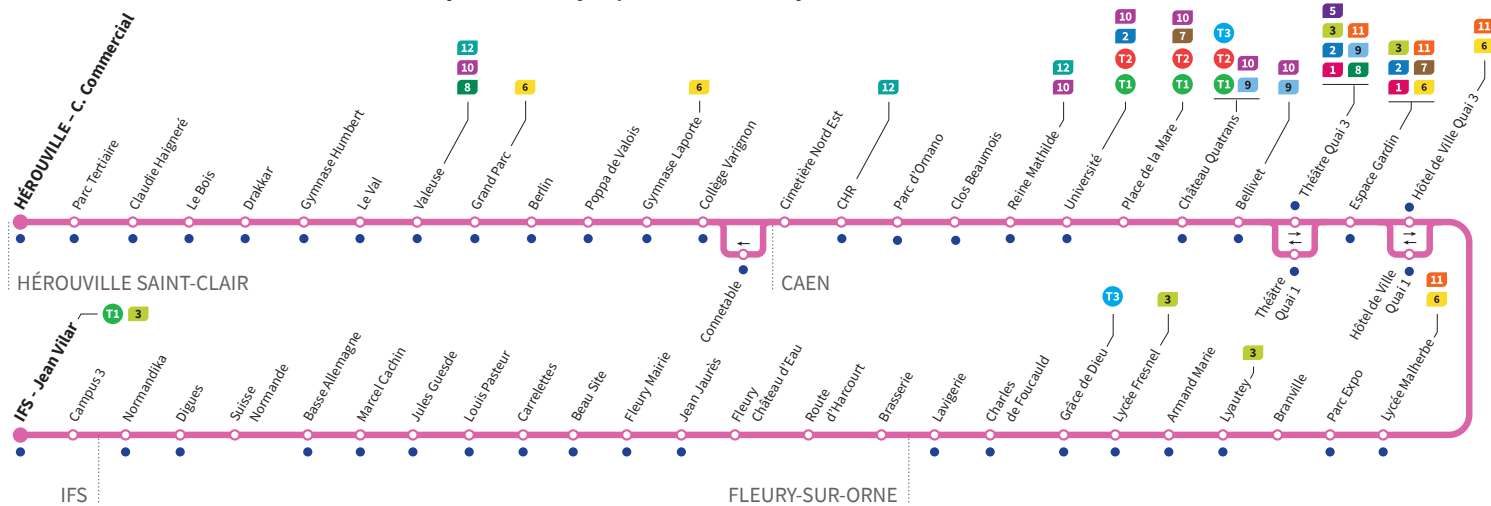 HÉROUVILLE – C. Commercial
Parc Tertiaire
Claudie Haigneré
Le Bois
Drakkar
Gymnase Humbert
Le Val
Valeuse
12
10
8
Grand Parc
6
Berlin
Poppa de Valois
Gymnase Laporte
6
Collège Varignon
Connetable
Cimetière Nord Est
CHR
12
Parc d'Ornano
Clos Beaumois
Reine Mathilde
12
10
Université
10
2
T2
T1
Place de la Mare
10
7
T2
T1
Château Quatrans
T3
T2 10
T1 9
Bellivet
10
9
Théâtre Quai 3
5
3 11
2 9
1 8
Théâtre
Quai 1
Espace Gardin
3 11
2 7
1 6
Hôtel de Ville Quai 3
11
6
Hôtel de Ville
Quai 1
HÉROUVILLE SAINT-CLAIR
CAEN
IFS - Jean Vilar
T1 3
Campus 3
Normandika
Digues
Suisse
Normande
Basse Allemagne
Marcel Cachin
Jules Guesde
Louis Pasteur
Carrelettes
Beau Site
Fleury Mairie
Jean Jaurès
Fleury
Château d'Eau
Route
d'Harcourt
Brasserie
Lavigerie
Charles
de Foucauld
Grâce de Dieu
T3
Lycée Fresnel
3
Armand Marie
Lyautey
3
Branville
Parc Expo
Lycée Malherbe
11
6
IFS
FLEURY-SUR-ORNE